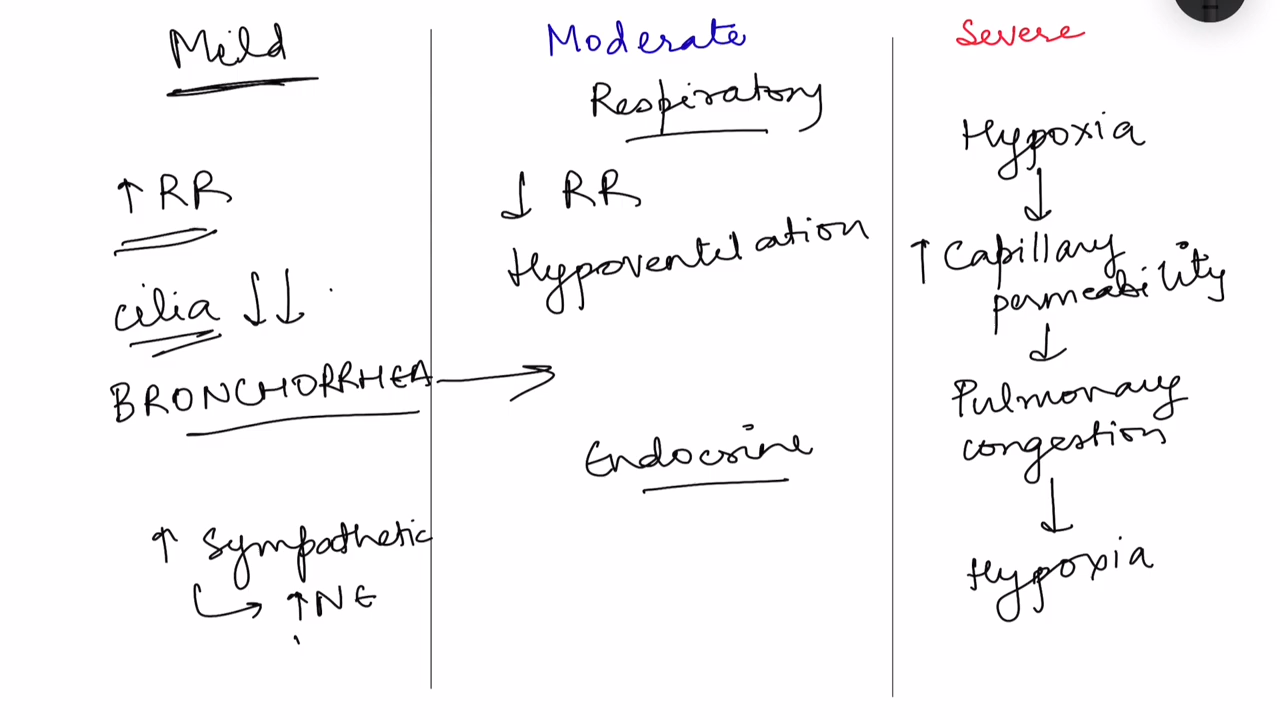 Mild
↑ RR
cilia ↓↓
BRONCHORRHEA →
↑ Sympathetic
↳ ↑ NE
Moderate
Respiratory
↓ RR
Hypoventilation
Endocrine
Severe
Hypoxia
↓
↑ Capillary
permeability
↓
Pulmonary
congestion
↓
Hypoxia